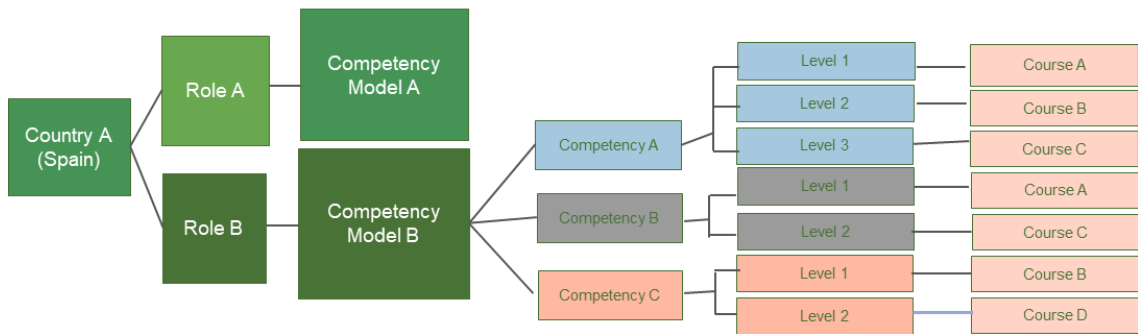 Country A
(Spain)
Role A
Role B
Competency
Model A
Competency
Model B
Competency A
Competency B
Competency C
Level 1
Level 2
Level 3
Level 1
Level 2
Level 1
Level 2
Course A
Course B
Course C
Course A
Course C
Course B
Course D